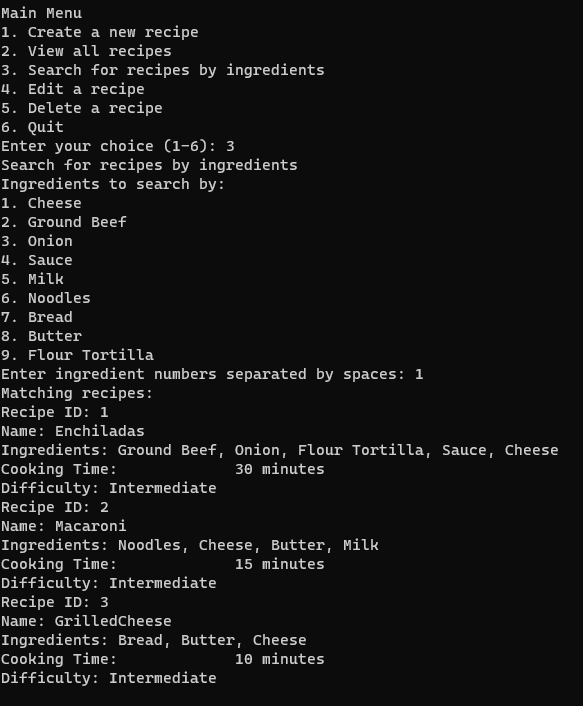 Main Menu
1. Create a new recipe
2. View all recipes
3. Search for recipes by ingredients
4. Edit a recipe
5. Delete a recipe
6. Quit
Enter your choice (1-6): 3
Search for recipes by ingredients
Ingredients to search by:
1. Cheese
2. Ground Beef
3. Onion
4. Sauce
5. Milk
6. Noodles
7. Bread
8. Butter
9. Flour Tortilla
Enter ingredient numbers separated by spaces: 1
Matching recipes:
Recipe ID: 1
Name: Enchiladas
Ingredients: Ground Beef, Onion, Flour Tortilla, Sauce, Cheese
Cooking Time:             30 minutes
Difficulty: Intermediate
Recipe ID: 2
Name: Macaroni
Ingredients: Noodles, Cheese, Butter, Milk
Cooking Time:             15 minutes
Difficulty: Intermediate
Recipe ID: 3
Name: GrilledCheese
Ingredients: Bread, Butter, Cheese
Cooking Time:             10 minutes
Difficulty: Intermediate